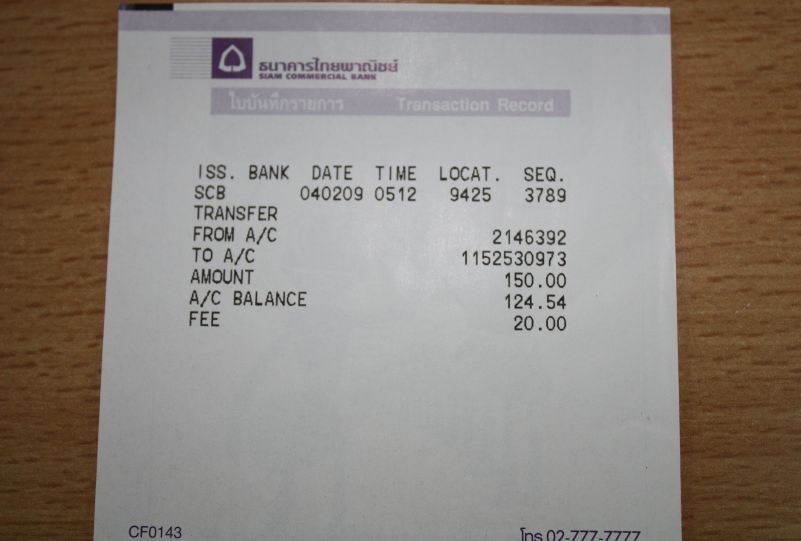 ธนาคารไทยพาณิชย์
SIAM COMMERCIAL BANK
ใบบันทึกรายการ Transaction Record
ISS. BANK DATE TIME LOCAT. SEQ.
SCB 040209 0512 9425 3789
TRANSFER
FROM A/C 2146392
TO A/C 1152530973
AMOUNT 150.00
A/C BALANCE 124.54
FEE 20.00
CF0143 โทร.02-777-7777